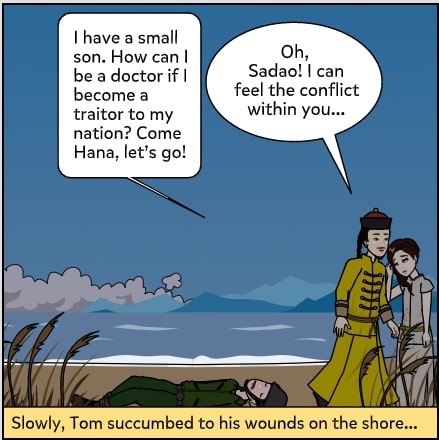 I have a small
son. How can I
be a doctor if I
become a
traitor to my
nation? Come
Hana, let's go!
Oh,
Sadao! I can
feel the conflict
within you...
Slowly, Tom succumbed to his wounds on the shore...